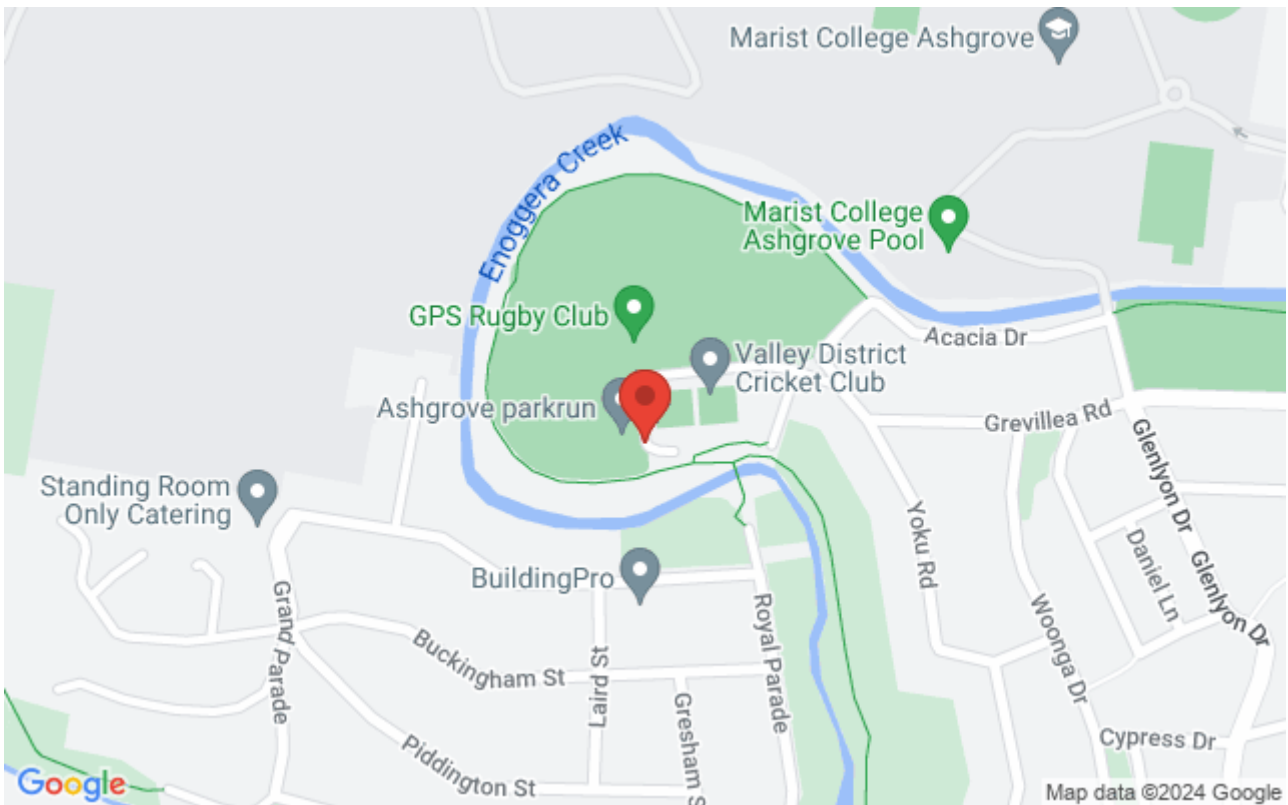 Marist College Ashgrove
Enoggera Creek
Marist College
Ashgrove Pool
GPS Rugby Club
Acacia Dr
Valley District
Cricket Club
Ashgrove parkrun
Grevillea Rd
Glenlyon Dr
Standing Room
Only Catering
Yoku Rd
Daniel Ln
Glenlyon Dr
BuildingPro
Grand Parade
Woonga Dr
Royal Parade
Buckingham St
Laird St
Gresham S
Cypress Dr
Piddington St
Google
Map data ©2024 Google